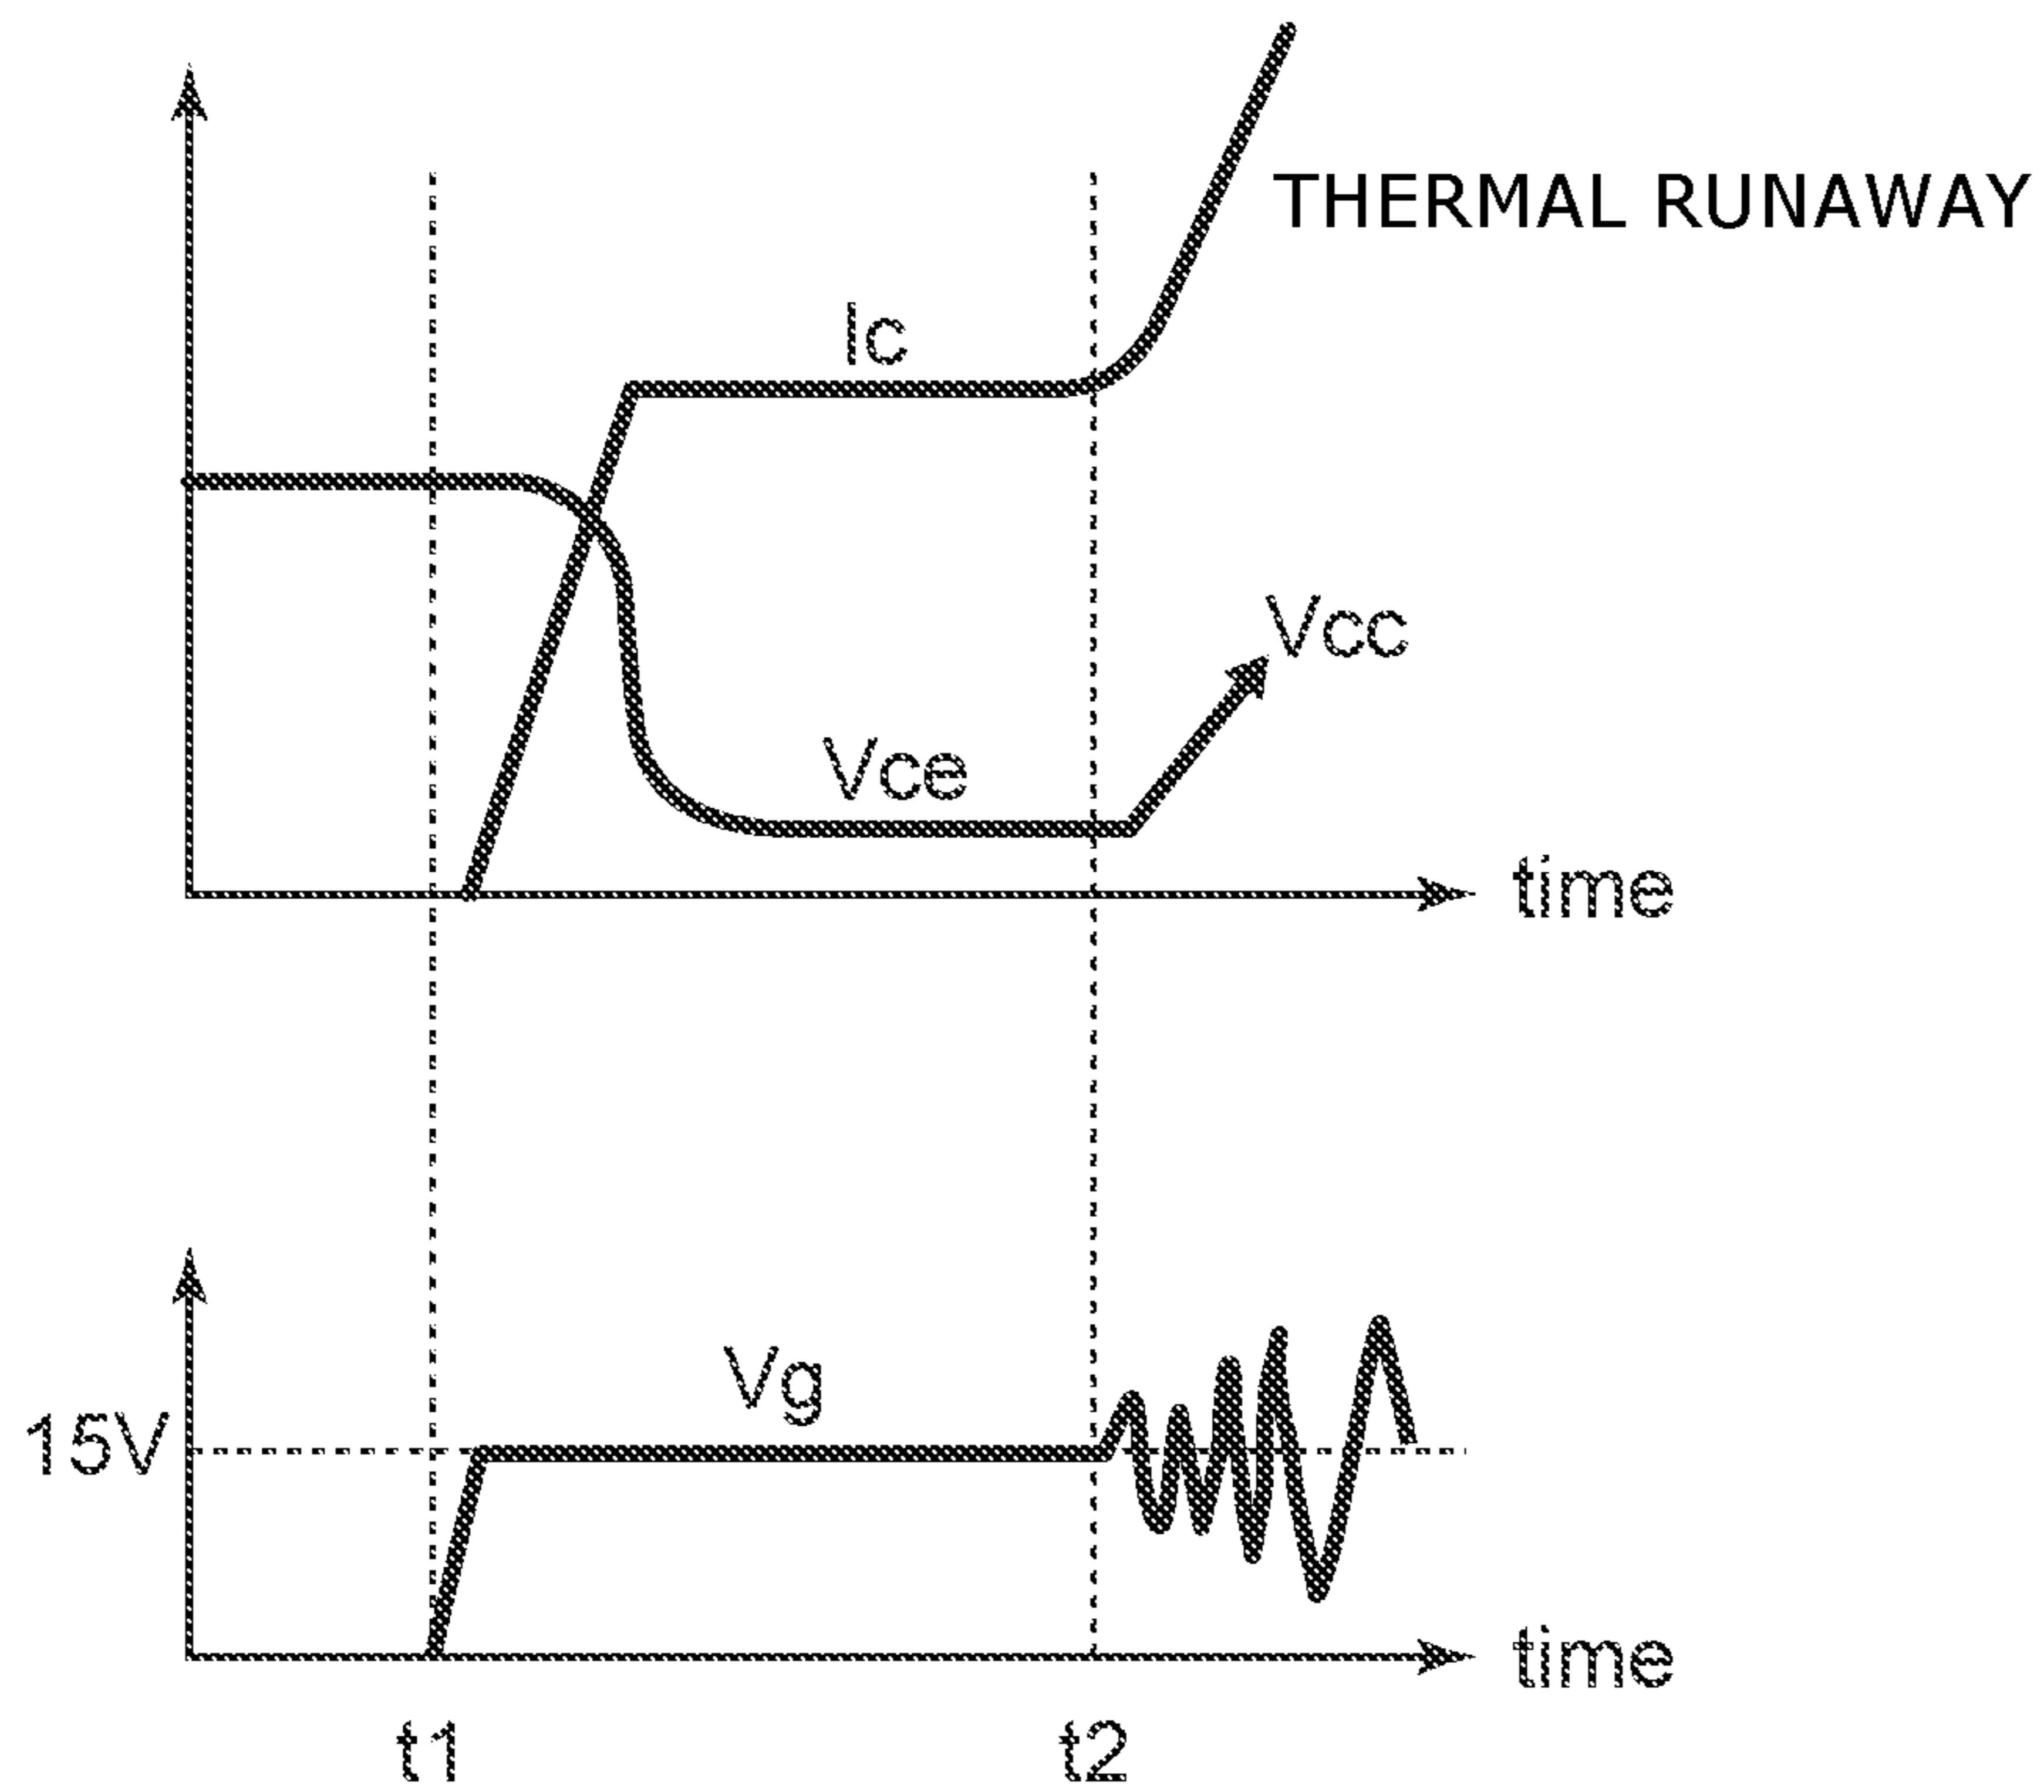 THERMAL RUNAWAY
Ic
Vcc
Vce
time
Vg
15V
time
t1
t2